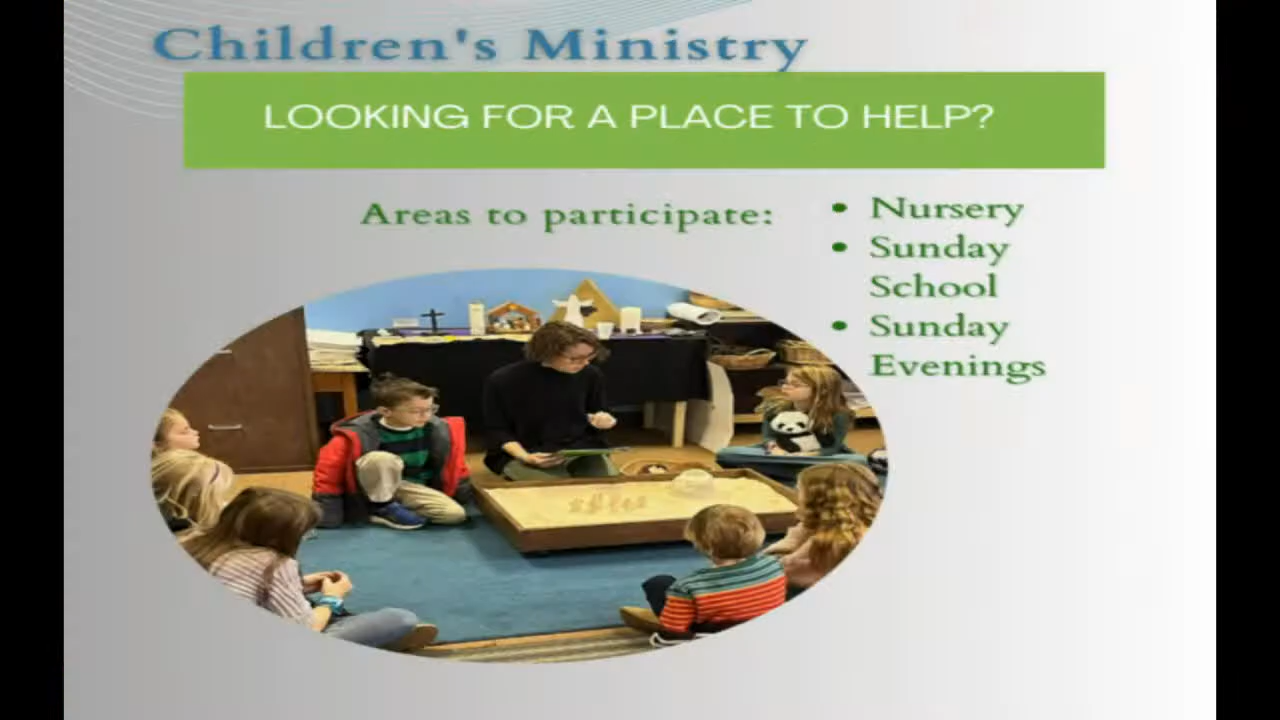 Children's Ministry
LOOKING FOR A PLACE TO HELP?
Areas to participate:
• Nursery
• Sunday
School
• Sunday
Evenings